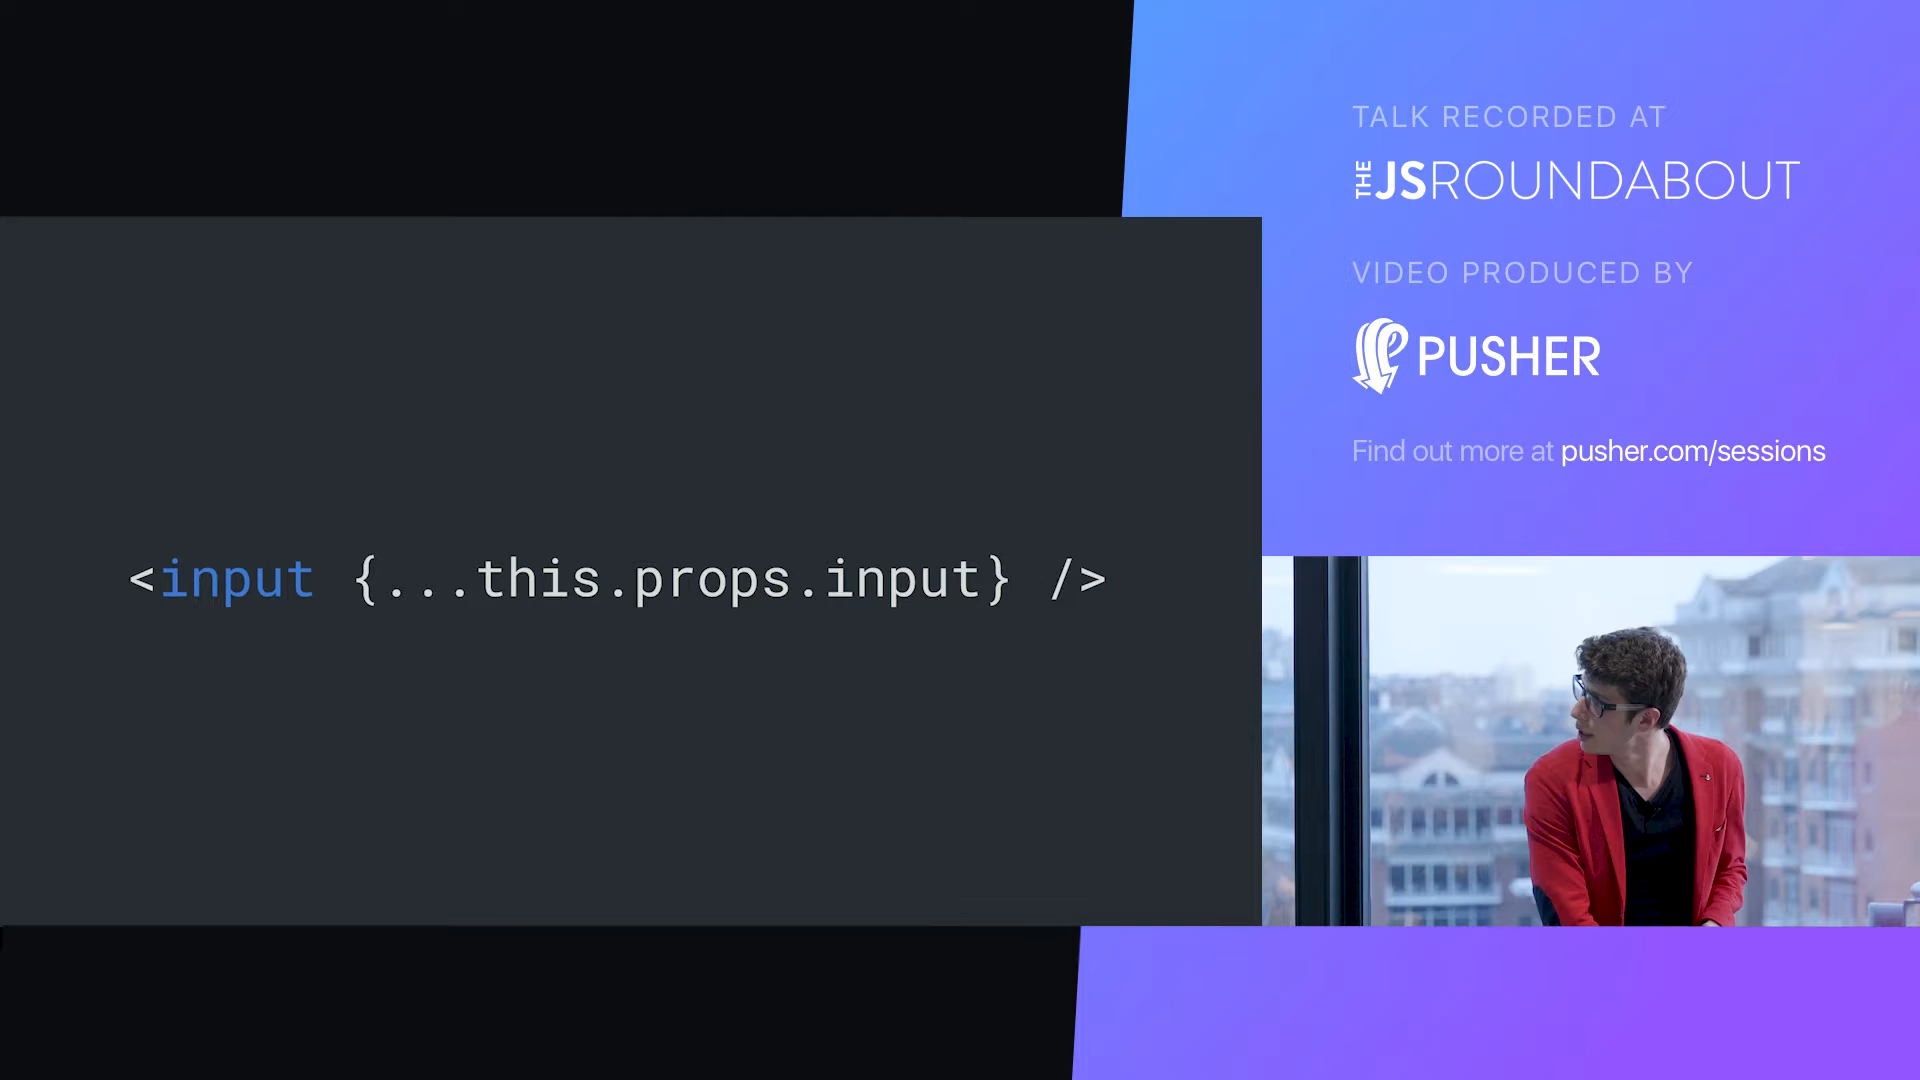 <input {...this.props.input} />
TALK RECORDED AT
THE JSROUNDABOUT
VIDEO PRODUCED BY
PUSHER
Find out more at pusher.com/sessions